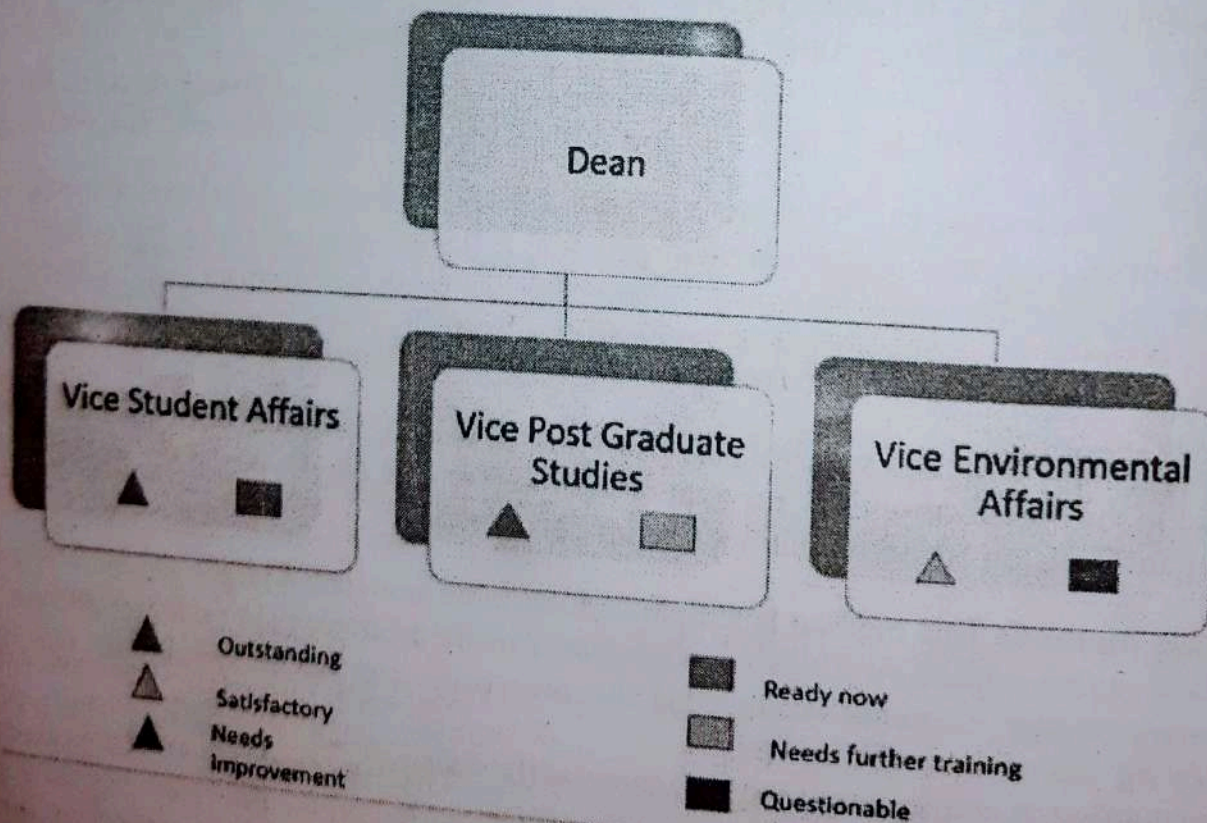 Dean
Vice Student Affairs
Vice Post Graduate
Studies
Vice Environmental
Affairs
Outstanding
Satisfactory
Needs
improvement
Ready now
Needs further training
Questionable